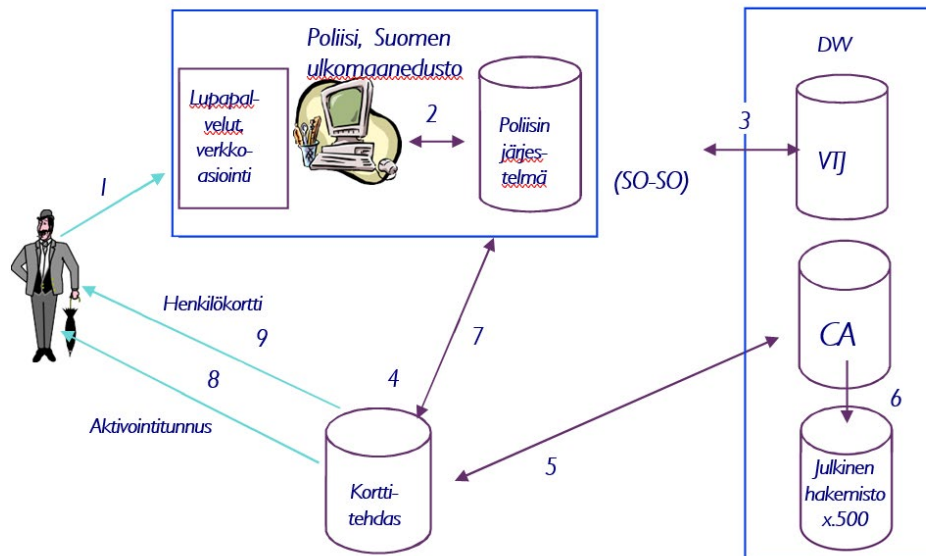 Poliisi, Suomen
ulkomaanedusto
Lupapal-
velut,
verkko-
asiointi
2
Poliisin
järjes-
telmä
(SO-SO)
3
DVV
VTJ
1
CA
6
Julkinen
hakemisto
x.500
Henkilökortti
9
8
Aktivointitunnus
4
7
5
Kortti-
tehdas